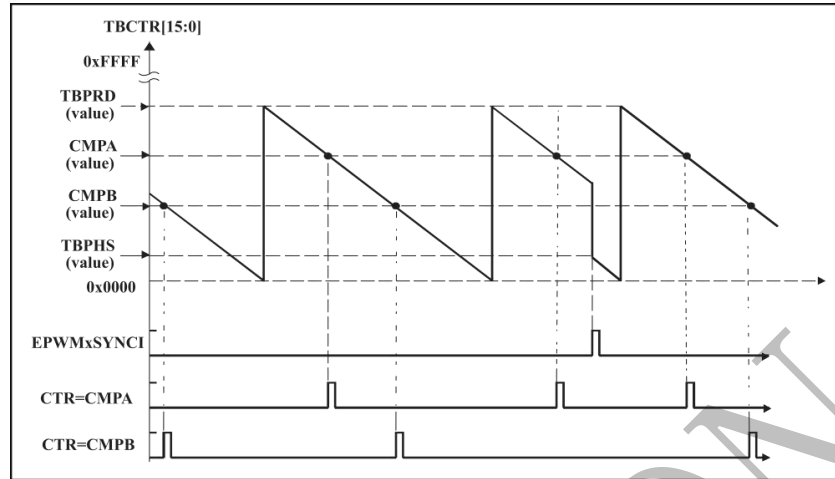 TBCTR[15:0]
0xFFFF
TBPRD
(value)
CMPA
(value)
CMPB
(value)
TBPHS
(value)
0x0000
EPWMxSYNCI
CTR=CMPA
CTR=CMPB